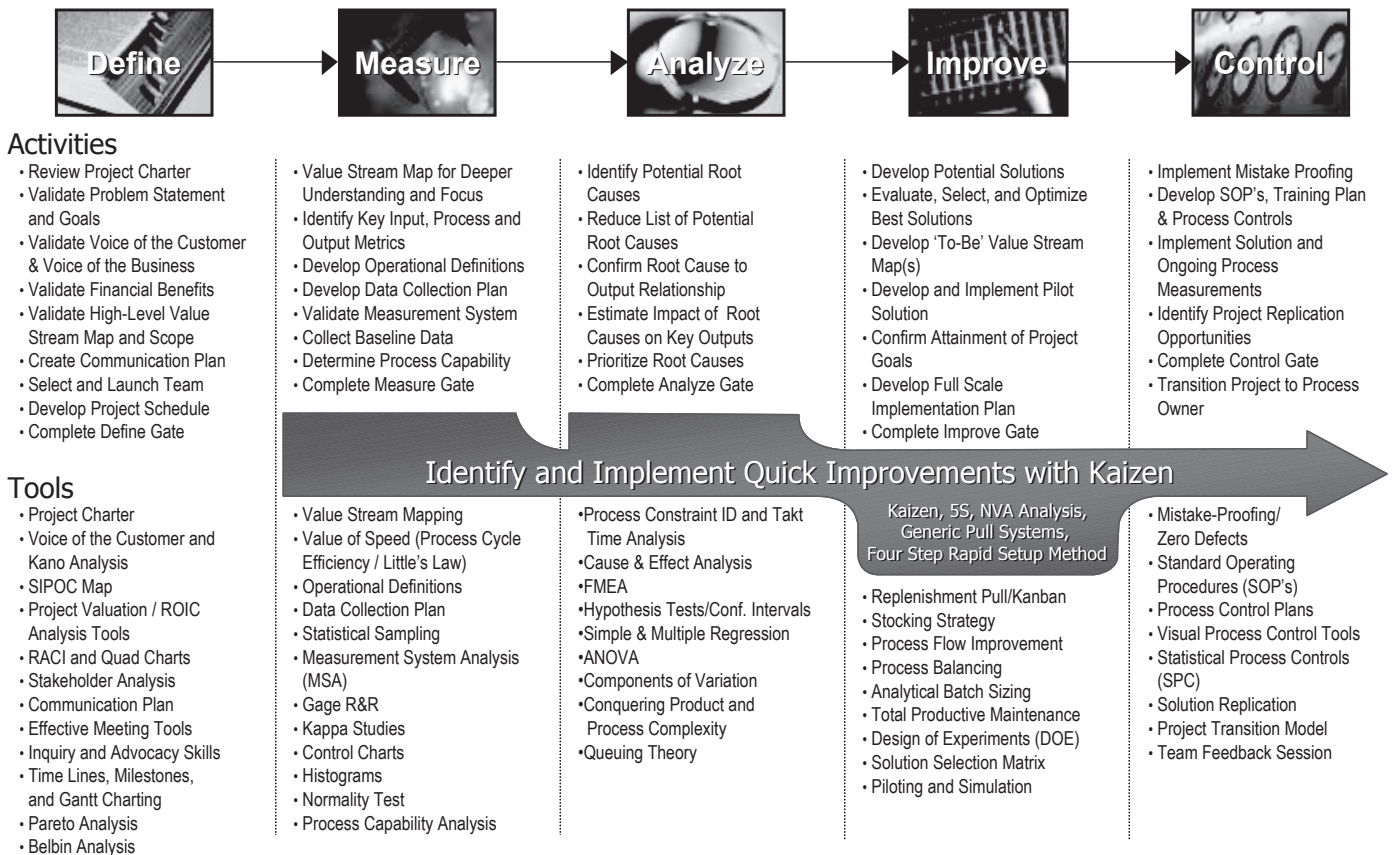 Define
Measure
Analyze
Improve
Control
Activities
• Review Project Charter
• Validate Problem Statement
and Goals
• Validate Voice of the Customer
& Voice of the Business
• Validate Financial Benefits
• Validate High-Level Value
Stream Map and Scope
• Create Communication Plan
• Select and Launch Team
• Develop Project Schedule
• Complete Define Gate
• Value Stream Map for Deeper
Understanding and Focus
• Identify Key Input, Process and
Output Metrics
• Develop Operational Definitions
• Develop Data Collection Plan
• Validate Measurement System
• Collect Baseline Data
• Determine Process Capability
• Complete Measure Gate
• Identify Potential Root
Causes
• Reduce List of Potential
Root Causes
• Confirm Root Cause to
Output Relationship
• Estimate Impact of Root
Causes on Key Outputs
• Prioritize Root Causes
• Complete Analyze Gate
• Develop Potential Solutions
• Evaluate, Select, and Optimize
Best Solutions
• Develop ‘To-Be’ Value Stream
Map(s)
• Develop and Implement Pilot
Solution
• Confirm Attainment of Project
Goals
• Develop Full Scale
Implementation Plan
• Complete Improve Gate
• Implement Mistake Proofing
• Develop SOP's, Training Plan
& Process Controls
• Implement Solution and
Ongoing Process
Measurements
• Identify Project Replication
Opportunities
• Complete Control Gate
• Transition Project to Process
Owner
Identify and Implement Quick Improvements with Kaizen
Kaizen, 5S, NVA Analysis,
Generic Pull Systems,
Four Step Rapid Setup Method
Tools
• Project Charter
• Voice of the Customer and
Kano Analysis
• SIPOC Map
• Project Valuation / ROIC
Analysis Tools
• RACI and Quad Charts
• Stakeholder Analysis
• Communication Plan
• Effective Meeting Tools
• Inquiry and Advocacy Skills
• Time Lines, Milestones,
and Gantt Charting
• Pareto Analysis
• Belbin Analysis
• Value Stream Mapping
• Value of Speed (Process Cycle
Efficiency / Little's Law)
• Operational Definitions
• Data Collection Plan
• Statistical Sampling
• Measurement System Analysis
(MSA)
• Gage R&R
• Kappa Studies
• Control Charts
• Histograms
• Normality Test
• Process Capability Analysis
•Process Constraint ID and Takt
Time Analysis
•Cause & Effect Analysis
•FMEA
•Hypothesis Tests/Conf. Intervals
•Simple & Multiple Regression
•ANOVA
•Components of Variation
•Conquering Product and
Process Complexity
•Queuing Theory
• Replenishment Pull/Kanban
• Stocking Strategy
• Process Flow Improvement
• Process Balancing
• Analytical Batch Sizing
• Total Productive Maintenance
• Design of Experiments (DOE)
• Solution Selection Matrix
• Piloting and Simulation
• Mistake-Proofing/
Zero Defects
• Standard Operating
Procedures (SOP's)
• Process Control Plans
• Visual Process Control Tools
• Statistical Process Controls
(SPC)
• Solution Replication
• Project Transition Model
• Team Feedback Session